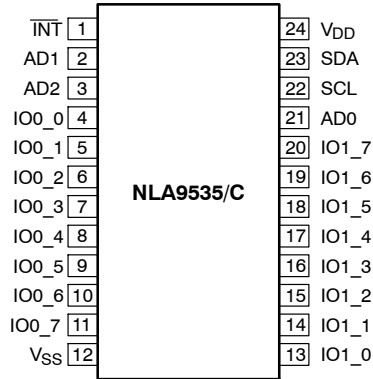 INT 1 24 VDD
AD1 2 23 SDA
AD2 3 22 SCL
IO0_0 4 21 AD0
IO0_1 5 20 IO1_7
IO0_2 6 19 IO1_6
NLA9535/C
IO0_3 7 18 IO1_5
IO0_4 8 17 IO1_4
IO0_5 9 16 IO1_3
IO0_6 10 15 IO1_2
IO0_7 11 14 IO1_1
VSS 12 13 IO1_0